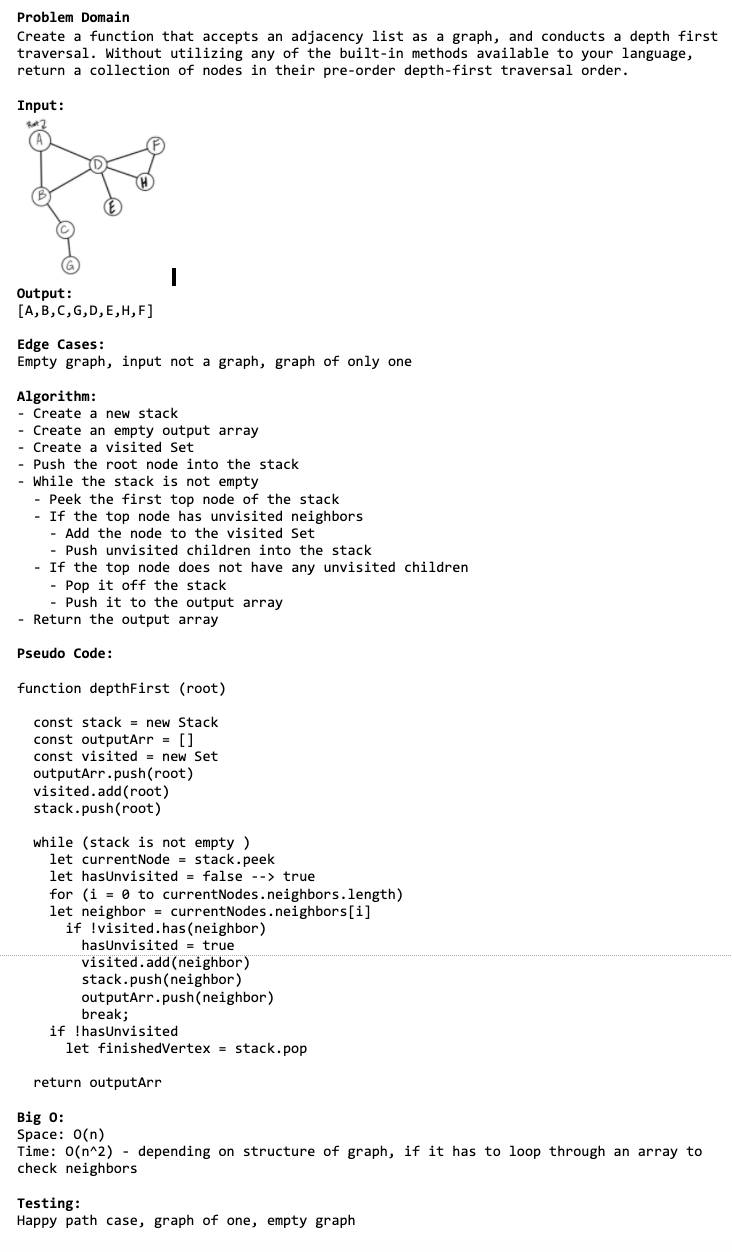 Problem Domain
Create a function that accepts an adjacency list as a graph, and conducts a depth first
traversal. Without utilizing any of the built-in methods available to your language,
return a collection of nodes in their pre-order depth-first traversal order.
Input:
Root
A
F
D
H
B
E
C
G
Output:
[A,B,C,G,D,E,H,F]
Edge Cases:
Empty graph, input not a graph, graph of only one
Algorithm:
- Create a new stack
- Create an empty output array
- Create a visited Set
- Push the root node into the stack
- While the stack is not empty
- Peek the first top node of the stack
- If the top node has unvisited neighbors
- Add the node to the visited Set
- Push unvisited children into the stack
- If the top node does not have any unvisited children
- Pop it off the stack
- Push it to the output array
- Return the output array
Pseudo Code:
function depthFirst (root)
const stack = new Stack
const outputArr = []
const visited = new Set
outputArr.push(root)
visited.add(root)
stack.push(root)
while (stack is not empty )
let currentNode = stack.peek
let hasUnvisited = false --> true
for (i = 0 to currentNodes.neighbors.length)
let neighbor = currentNodes.neighbors[i]
if !visited.has(neighbor)
hasUnvisited = true
visited.add(neighbor)
stack.push(neighbor)
outputArr.push(neighbor)
break;
if !hasUnvisited
let finishedVertex = stack.pop
return outputArr
Big O:
Space: O(n)
Time: O(n^2) - depending on structure of graph, if it has to loop through an array to
check neighbors
Testing:
Happy path case, graph of one, empty graph